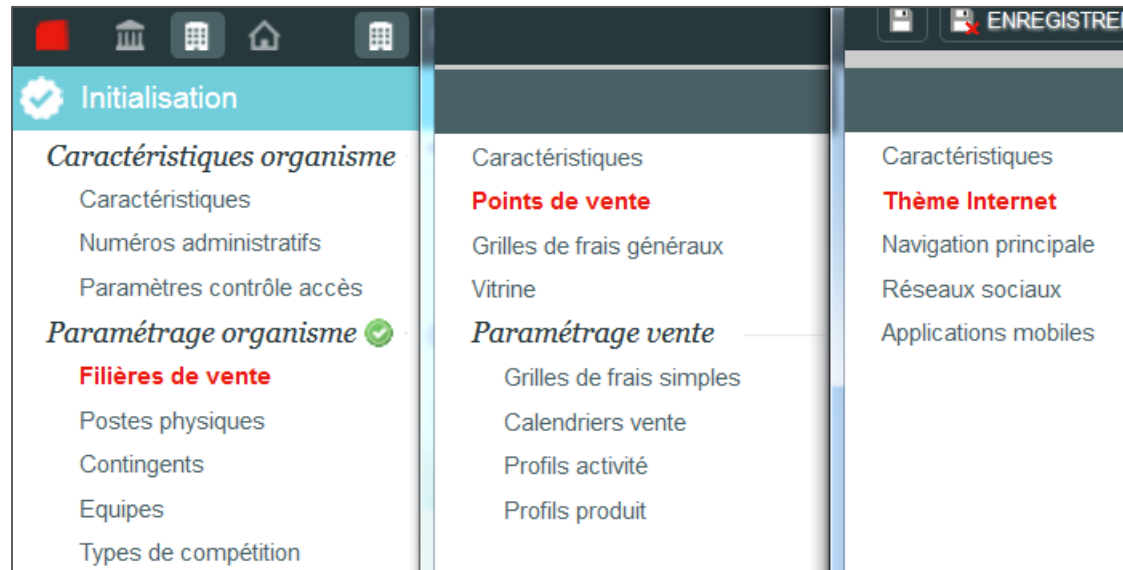 Initialisation
Caractéristiques organisme
Caractéristiques
Numéros administratifs
Paramètres contrôle accès
Paramétrage organisme
Filières de vente
Postes physiques
Contingents
Equipes
Types de compétition
Caractéristiques
Points de vente
Grilles de frais généraux
Vitrine
Paramétrage vente
Grilles de frais simples
Calendriers vente
Profils activité
Profils produit
ENREGISTRE
Caractéristiques
Thème Internet
Navigation principale
Réseaux sociaux
Applications mobiles